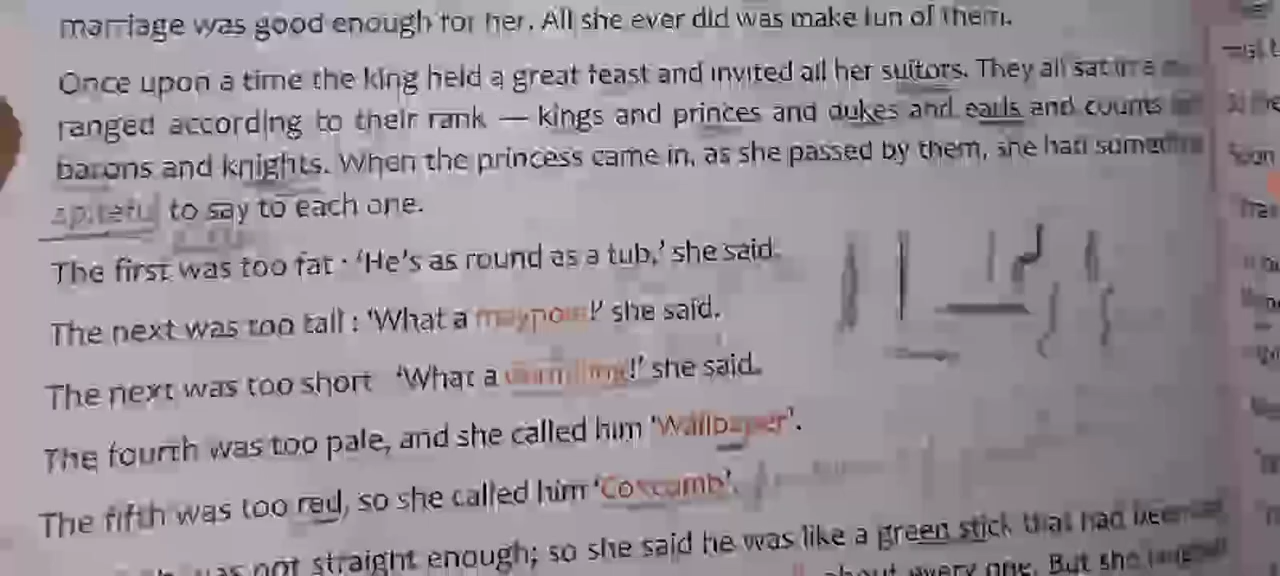 marriage was good enough for her. All she ever did was make fun of them.
Once upon a time the king held a great feast and invited all her suitors. They all sat in a
ranged according to their rank — kings and princes and dukes and earls and counts
barons and knights. When the princess came in, as she passed by them, she had something
spiteful to say to each one.
The first was too fat : ‘He's as round as a tub,’ she said.
The next was too tall : ‘What a maypole!’ she said.
The next was too short ‘What a !’ she said.
The fourth was too pale, and she called him ‘Wallpaper’.
The fifth was too red, so she called him ‘Coxcomb’.
was not straight enough; so she said he was like a green stick that had been
about every one. But she laughed